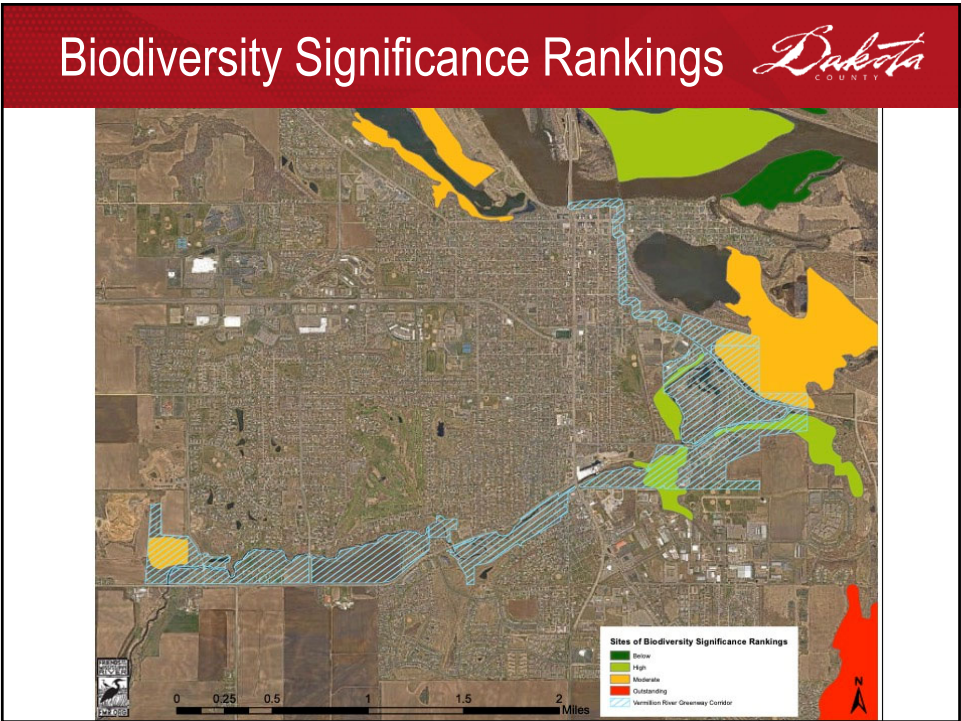 Biodiversity Significance Rankings
Dakota
COUNTY
Sites of Biodiversity Significance Rankings
Below
High
Moderate
Outstanding
Vermillion River Greenway Corridor
N
0 0.25 0.5 1 1.5 2
Miles